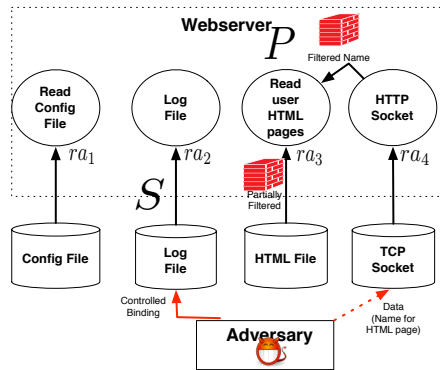 Webserver
P
Filtered Name
Read
Config
File
Log
File
Read
user
HTML
pages
HTTP
Socket
ra1
ra2
ra3
ra4
S
Partially
Filtered
Config File
Log
File
HTML File
TCP
Socket
Controlled
Binding
Data
(Name for
HTML page)
Adversary